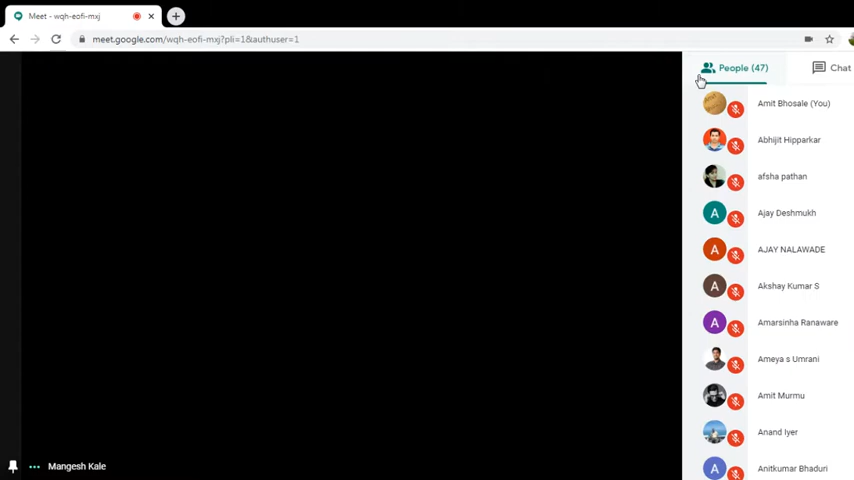 Meet - wqh-eofi-mxj
meet.google.com/wqh-eofi-mxj?pli=1&authuser=1
People (47)
Chat
Amit Bhosale (You)
Abhijit Hipparkar
afsha pathan
A Ajay Deshmukh
A AJAY NALAWADE
A Akshay Kumar S
A Amarsinha Ranaware
Ameya s Umrani
Amit Murmu
Anand Iyer
A Anitkumar Bhaduri
Mangesh Kale